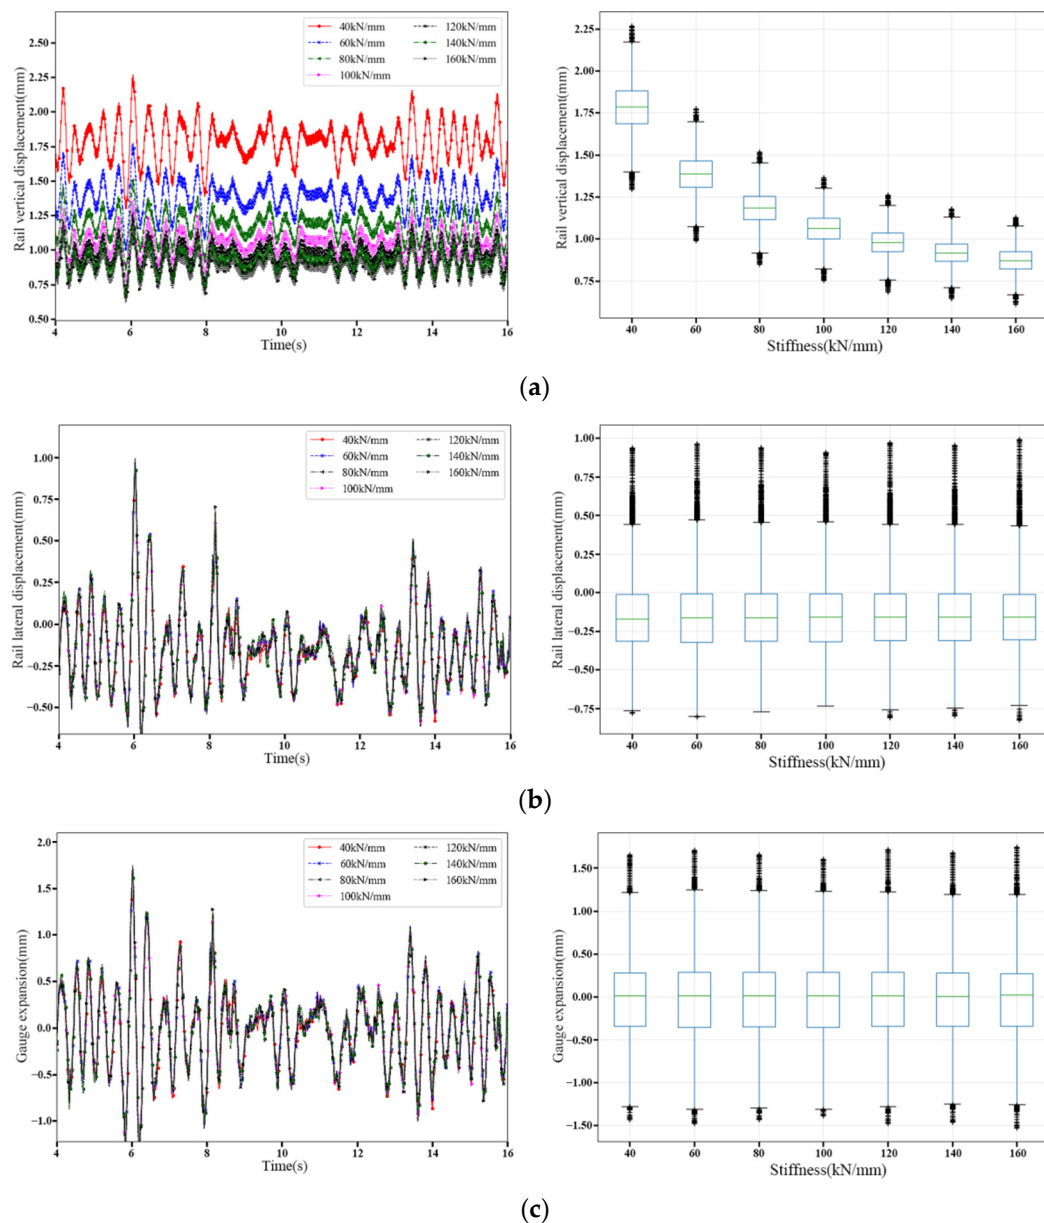 40kN/mm 120kN/mm
60kN/mm 140kN/mm
80kN/mm 160kN/mm
100kN/mm
Rail vertical displacement(mm)
2.50
2.25
2.00
1.75
1.50
1.25
1.00
0.75
0.50
4 6 8 10 12 14 16
Time(s)
Rail vertical displacement(mm)
2.25
2.00
1.75
1.50
1.25
1.00
0.75
40 60 80 100 120 140 160
Stiffness(kN/mm)
(a)
40kN/mm 120kN/mm
60kN/mm 140kN/mm
80kN/mm 160kN/mm
100kN/mm
Rail lateral displacement(mm)
1.00
0.75
0.50
0.25
0.00
−0.25
−0.50
4 6 8 10 12 14 16
Time(s)
Rail lateral displacement(mm)
1.00
0.75
0.50
0.25
0.00
−0.25
−0.50
−0.75
40 60 80 100 120 140 160
Stiffness(kN/mm)
(b)
40kN/mm 120kN/mm
60kN/mm 140kN/mm
80kN/mm 160kN/mm
100kN/mm
Gauge expansion(mm)
2.0
1.5
1.0
0.5
0.0
−0.5
−1.0
4 6 8 10 12 14 16
Time(s)
Gauge expansion(mm)
1.50
1.00
0.50
0.00
−0.50
−1.00
−1.50
40 60 80 100 120 140 160
Stiffness(kN/mm)
(c)